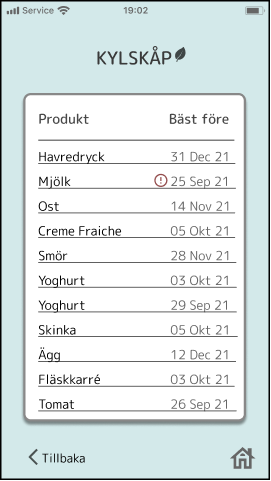 Service 19:02
KYLSKÅP
Produkt Bäst före
Havredryck 31 Dec 21
Mjölk 25 Sep 21
Ost 14 Nov 21
Creme Fraiche 05 Okt 21
Smör 28 Nov 21
Yoghurt 03 Okt 21
Yoghurt 29 Sep 21
Skinka 05 Okt 21
Ägg 12 Dec 21
Fläskkarré 03 Okt 21
Tomat 26 Sep 21
Tillbaka